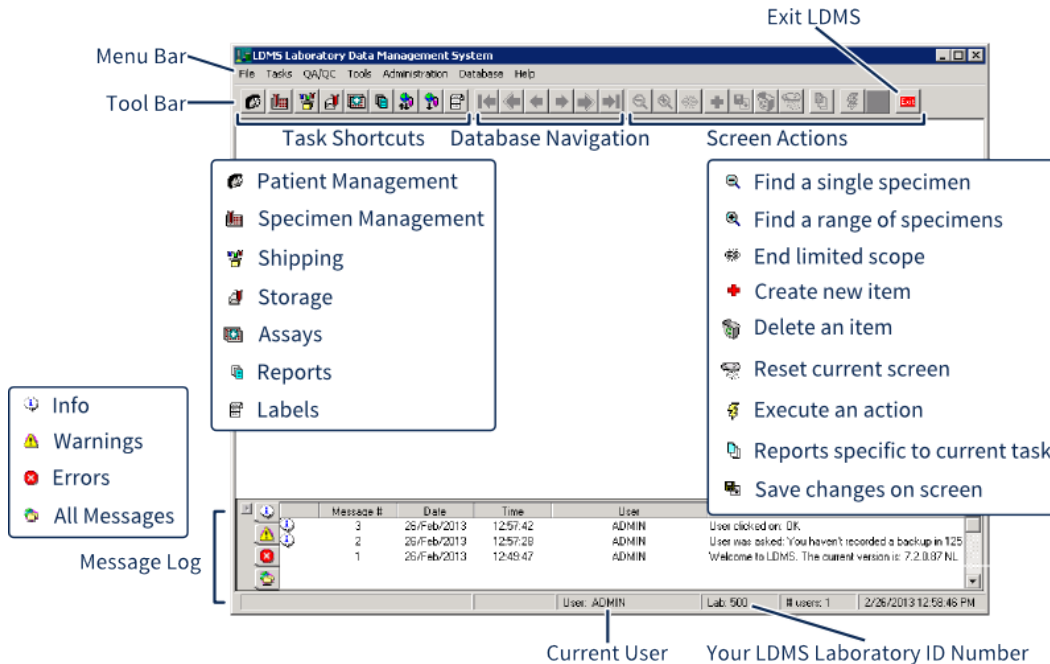 Exit LDMS
Menu Bar
LDMS Laboratory Data Management System
File Tasks QA/QC Tools Administration Database Help
Tool Bar
EXIT
Task Shortcuts Database Navigation Screen Actions
Patient Management
Specimen Management
Shipping
Storage
Assays
Reports
Labels
Find a single specimen
Find a range of specimens
End limited scope
Create new item
Delete an item
Reset current screen
Execute an action
Reports specific to current task
Save changes on screen
Info
Warnings
Errors
All Messages
Message Log
Message # Date Time User
3 26/Feb/2013 12:57:42 ADMIN User clicked on: OK
2 26/Feb/2013 12:57:28 ADMIN User was asked: You haven't recorded a backup in 125
1 26/Feb/2013 12:49:47 ADMIN Welcome to LDMS. The current version is: 7.2.0.87 NL
User: ADMIN Lab: 500 # users: 1 2/26/2013 12:58:46 PM
Current User Your LDMS Laboratory ID Number